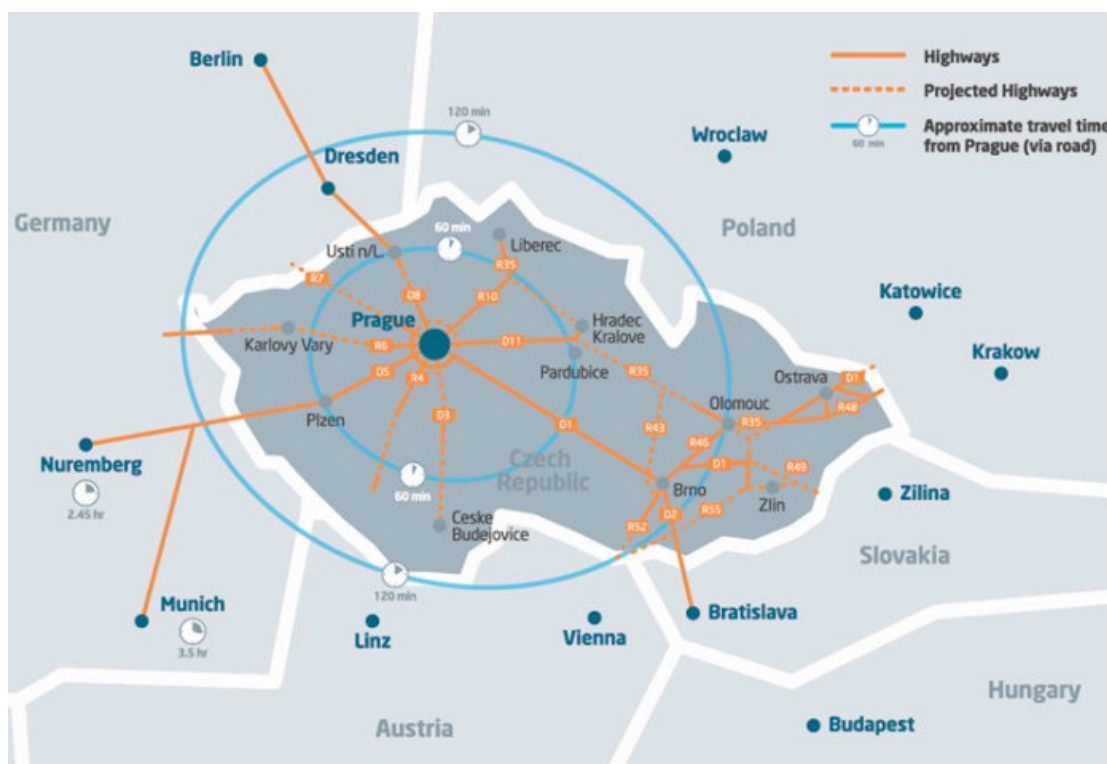 Berlin
Highways
Projected Highways
Approximate travel time
from Prague (via road)
60 min
120 min
Wroclaw
Dresden
Germany
Poland
60 min
Usti n/L.
Liberec
R35
R7
D8
R10
Katowice
Prague
Hradec
Kralove
Karlovy Vary
R6
D11
Krakow
Pardubice
D5
R4
R35
Ostrava
D1
R48
Plzen
D3
D1
Olomouc
R35
R43
R46
Nuremberg
2.45 hr
Czech
Republic
D1
R49
60 min
Brno
Zlin
Zilina
Ceske
Budejovice
R52
D2
R55
Slovakia
120 min
Munich
3.5 hr
Linz
Vienna
Bratislava
Hungary
Austria
Budapest